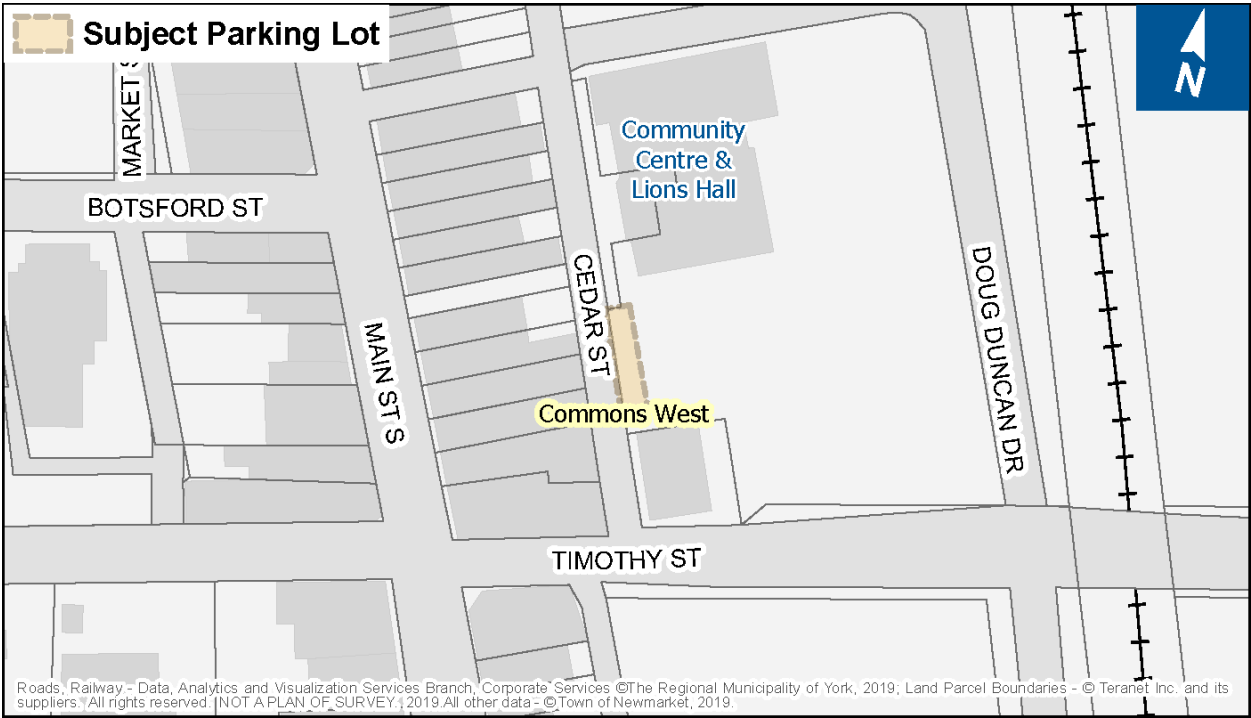 Subject Parking Lot
N
MARKET S
Community
Centre &
Lions Hall
BOTSFORD ST
CEDAR ST
DOUG DUNCAN DR
MAIN ST S
Commons West
TIMOTHY ST
Roads, Railway - Data, Analytics and Visualization Services Branch, Corporate Services ©The Regional Municipality of York, 2019; Land Parcel Boundaries - © Teranet Inc. and its
suppliers. All rights reserved. NOT A PLAN OF SURVEY., 2019 All other data - ©Town of Newmarket, 2019.